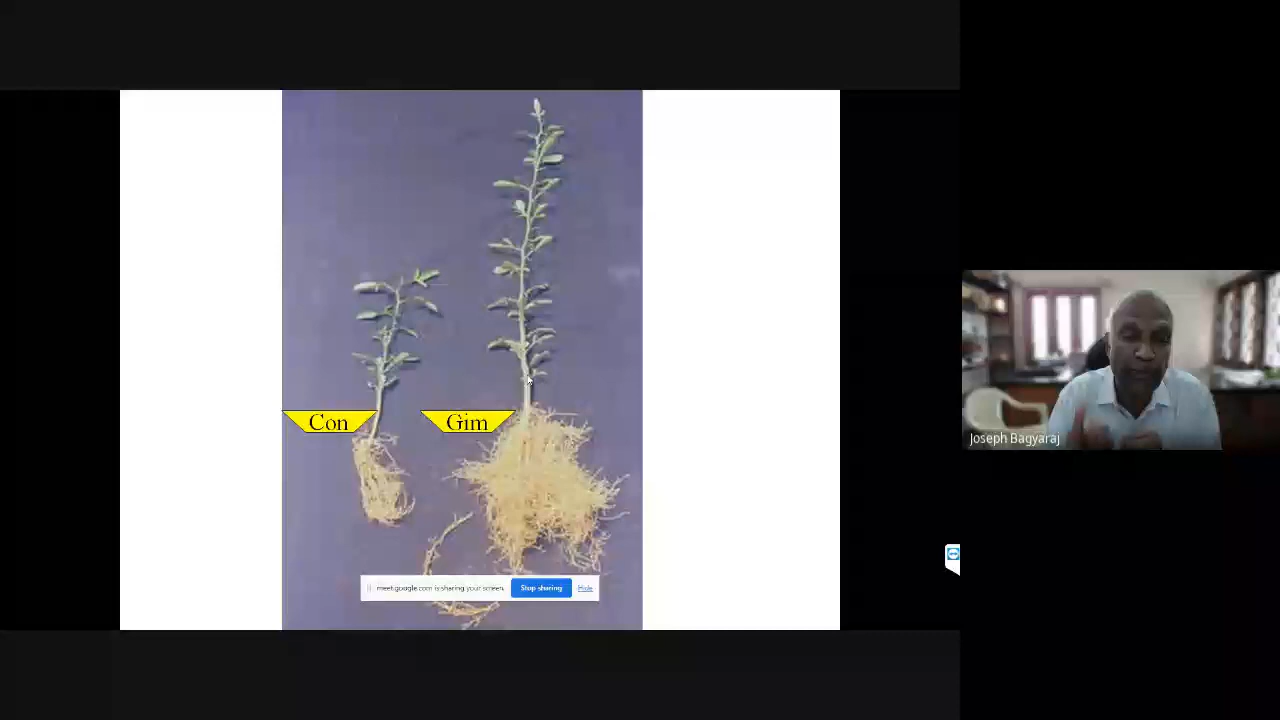 Con
Gim
meet.google.com is sharing your screen.
Stop sharing
Hide
Joseph Bagyaraj